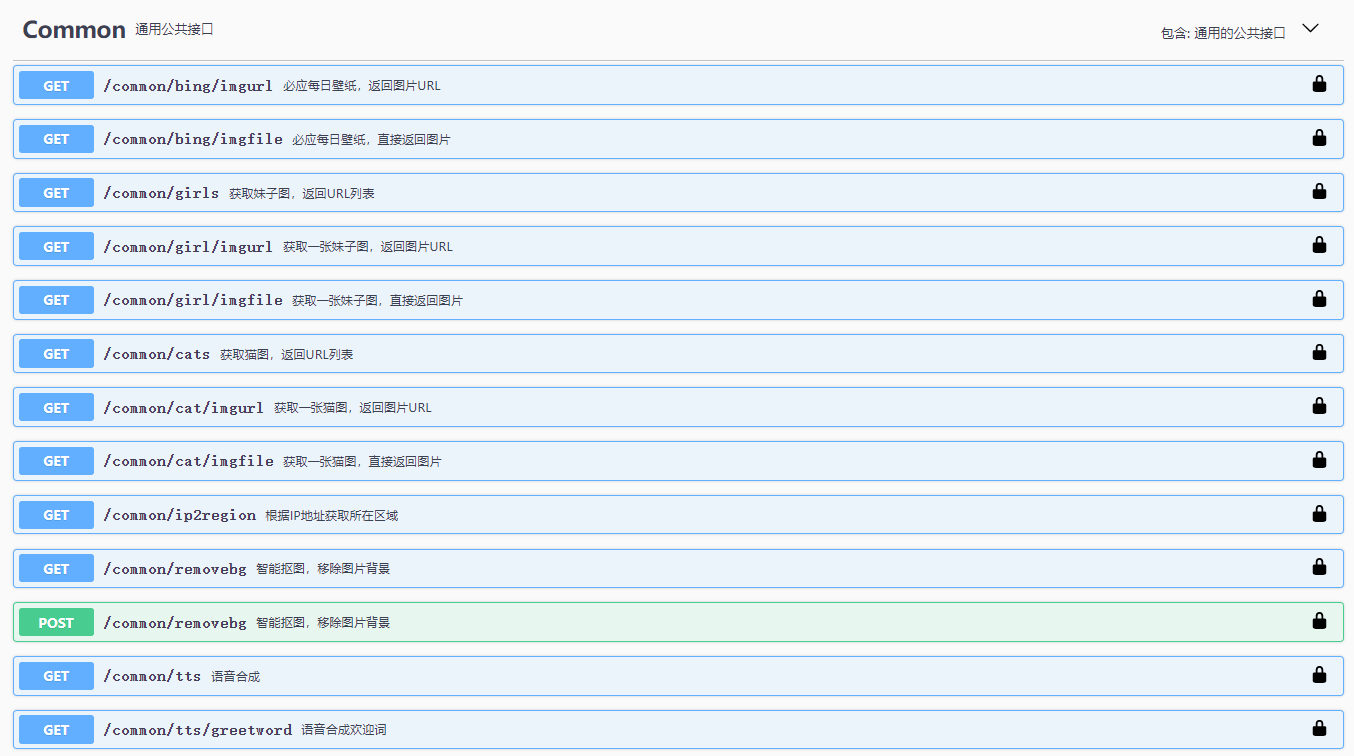 Common 通用公共接口 包含: 通用的公共接口
GET /common/bing/imgurl 必应每日壁纸，返回图片URL
GET /common/bing/imgfile 必应每日壁纸，直接返回图片
GET /common/girls 获取妹子图，返回URL列表
GET /common/girl/imgurl 获取一张妹子图，返回图片URL
GET /common/girl/imgfile 获取一张妹子图，直接返回图片
GET /common/cats 获取猫图，返回URL列表
GET /common/cat/imgurl 获取一张猫图，返回图片URL
GET /common/cat/imgfile 获取一张猫图，直接返回图片
GET /common/ip2region 根据IP地址获取所在区域
GET /common/removebg 智能抠图，移除图片背景
POST /common/removebg 智能抠图，移除图片背景
GET /common/tts 语音合成
GET /common/tts/greetword 语音合成欢迎词